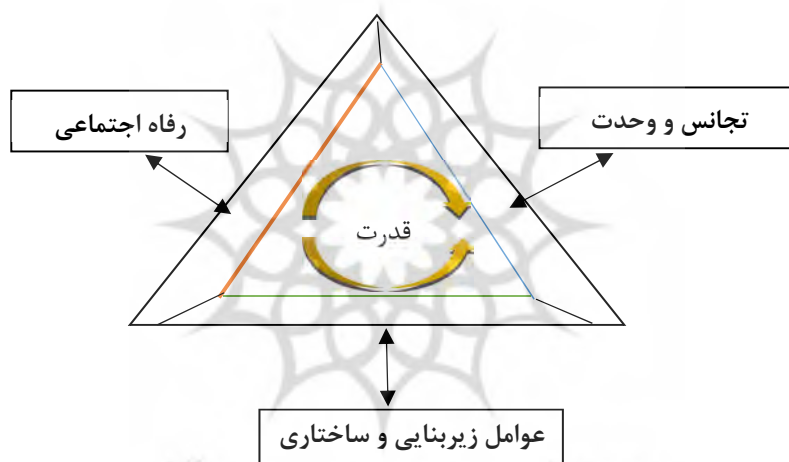 تجانس و وحدت
رفاه اجتماعی
قدرت
عوامل زیربنایی و ساختاری